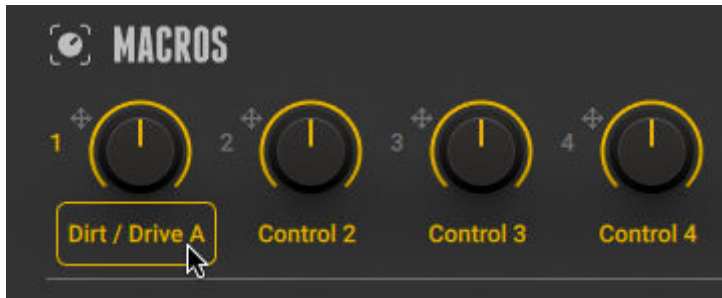 MACROS
1 2 3 4
Dirt / Drive A Control 2 Control 3 Control 4